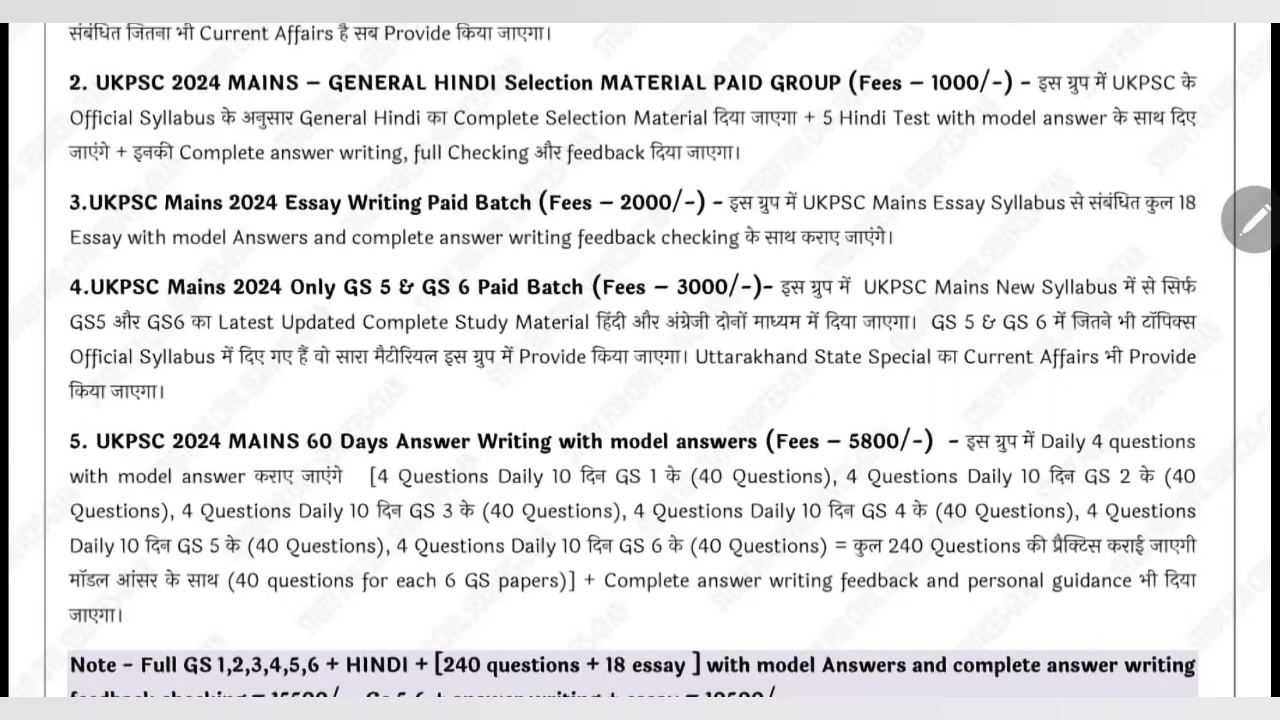 संबंधित जितना भी Current Affairs है सब Provide किया जाएगा।
2. UKPSC 2024 MAINS – GENERAL HINDI Selection MATERIAL PAID GROUP (Fees – 1000/-) - इस ग्रुप में UKPSC के
Official Syllabus के अनुसार General Hindi का Complete Selection Material दिया जाएगा + 5 Hindi Test with model answer के साथ दिए
जाएंगे + इनकी Complete answer writing, full Checking और feedback दिया जाएगा।
3.UKPSC Mains 2024 Essay Writing Paid Batch (Fees – 2000/-) - इस ग्रुप में UKPSC Mains Essay Syllabus से संबंधित कुल 18
Essay with model Answers and complete answer writing feedback checking के साथ कराए जाएंगे।
4.UKPSC Mains 2024 Only GS 5 & GS 6 Paid Batch (Fees – 3000/-)- इस ग्रुप में UKPSC Mains New Syllabus में से सिर्फ
GS5 और GS6 का Latest Updated Complete Study Material हिंदी और अंग्रेजी दोनों माध्यम में दिया जाएगा। GS 5 & GS 6 में जितने भी टॉपिक्स
Official Syllabus में दिए गए हैं वो सारा मैटीरियल इस ग्रुप में Provide किया जाएगा। Uttarakhand State Special का Current Affairs भी Provide
किया जाएगा।
5. UKPSC 2024 MAINS 60 Days Answer Writing with model answers (Fees – 5800/-) - इस ग्रुप में Daily 4 questions
with model answer कराए जाएंगे [4 Questions Daily 10 दिन GS 1 के (40 Questions), 4 Questions Daily 10 दिन GS 2 के (40
Questions), 4 Questions Daily 10 दिन GS 3 के (40 Questions), 4 Questions Daily 10 दिन GS 4 के (40 Questions), 4 Questions
Daily 10 दिन GS 5 के (40 Questions), 4 Questions Daily 10 दिन GS 6 के (40 Questions) = कुल 240 Questions की प्रैक्टिस कराई जाएगी
मॉडल आंसर के साथ (40 questions for each 6 GS papers)] + Complete answer writing feedback and personal guidance भी दिया
जाएगा।
Note - Full GS 1,2,3,4,5,6 + HINDI + [240 questions + 18 essay ] with model Answers and complete answer writing